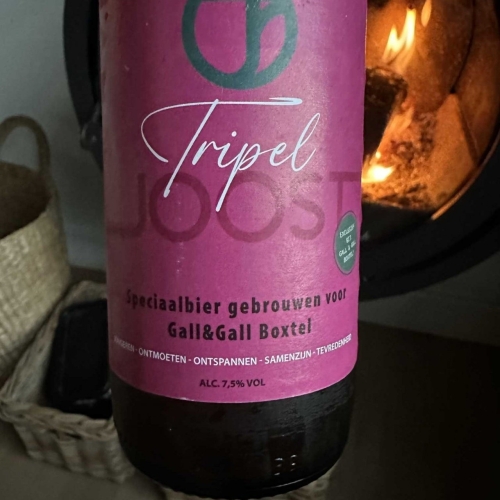 Tripel
JOOST
Speciaalbier gebrouwen voor
Gall&Gall Boxtel
- ONTMOETEN - ONTSPANNEN - SAMENZIJN - TEVREDENHEID
ALC. 7,5% VOL